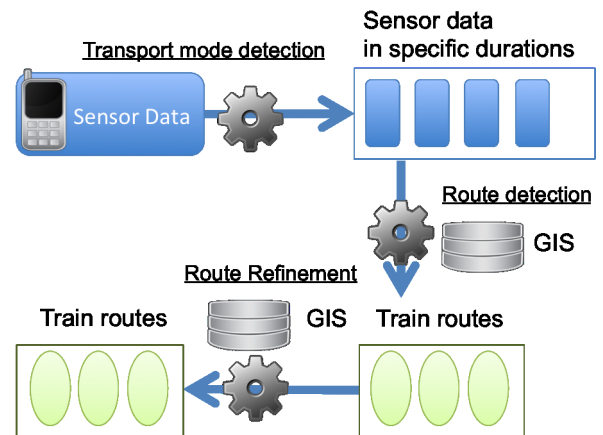 Transport mode detection
Sensor data
in specific durations
Sensor Data
Route detection
GIS
Route Refinement
GIS
Train routes
Train routes